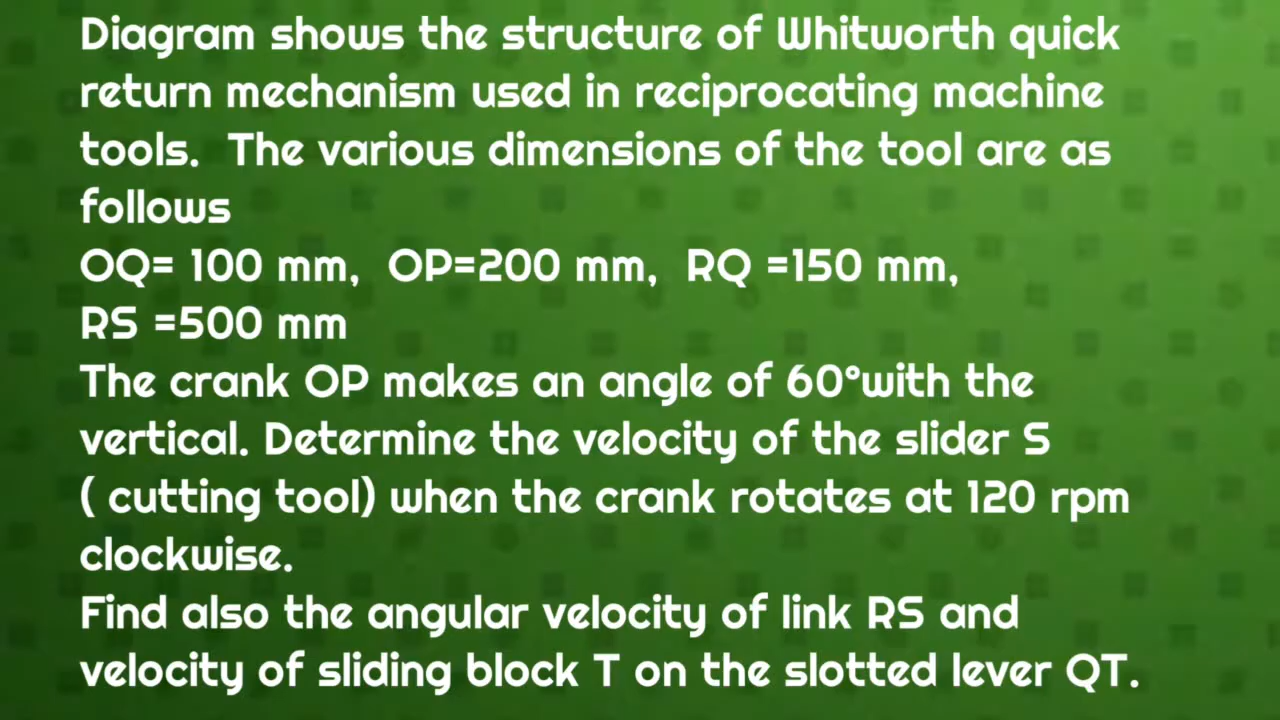 Diagram shows the structure of Whitworth quick
return mechanism used in reciprocating machine
tools.  The various dimensions of the tool are as
follows
OQ= 100 mm,  OP=200 mm,  RQ =150 mm,
RS =500 mm
The crank OP makes an angle of 60°with the
vertical. Determine the velocity of the slider S
( cutting tool) when the crank rotates at 120 rpm
clockwise.
Find also the angular velocity of link RS and
velocity of sliding block T on the slotted lever QT.